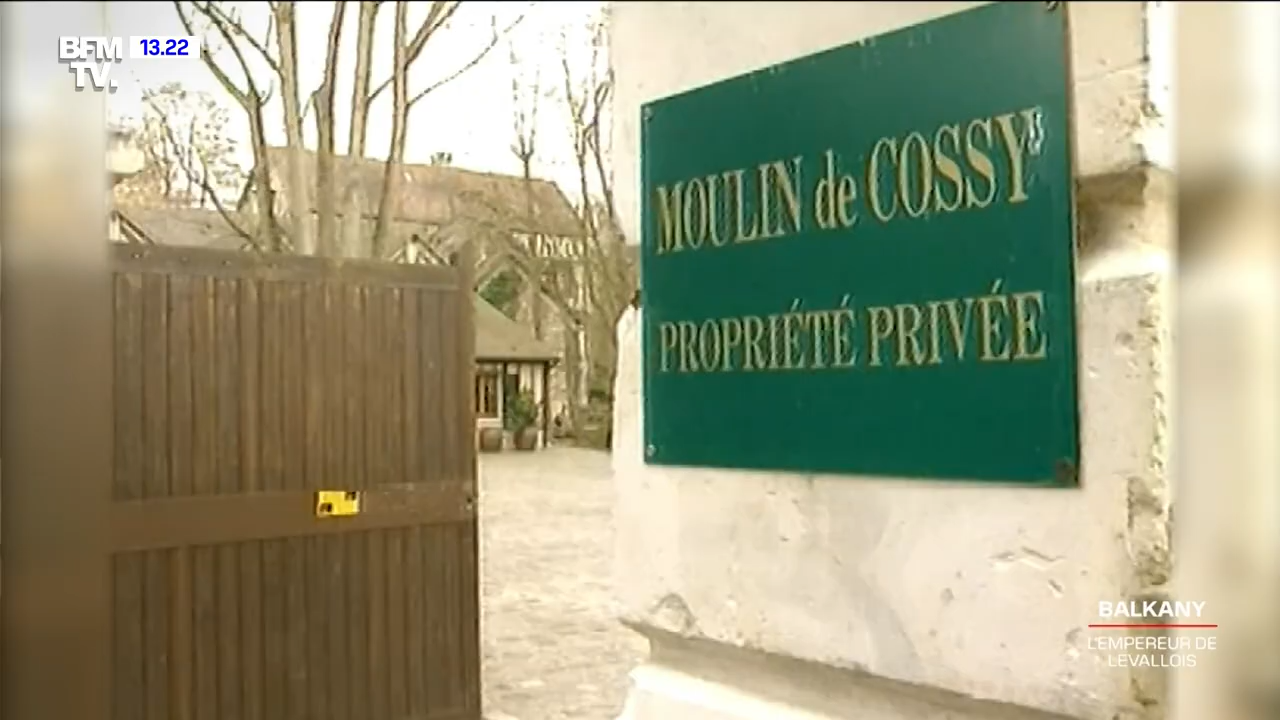 BFM
TV.
13.22
MOULIN de COSSY
PROPRIÉTÉ PRIVÉE
BALKANY
L'EMPEREUR DE
LEVALLOIS